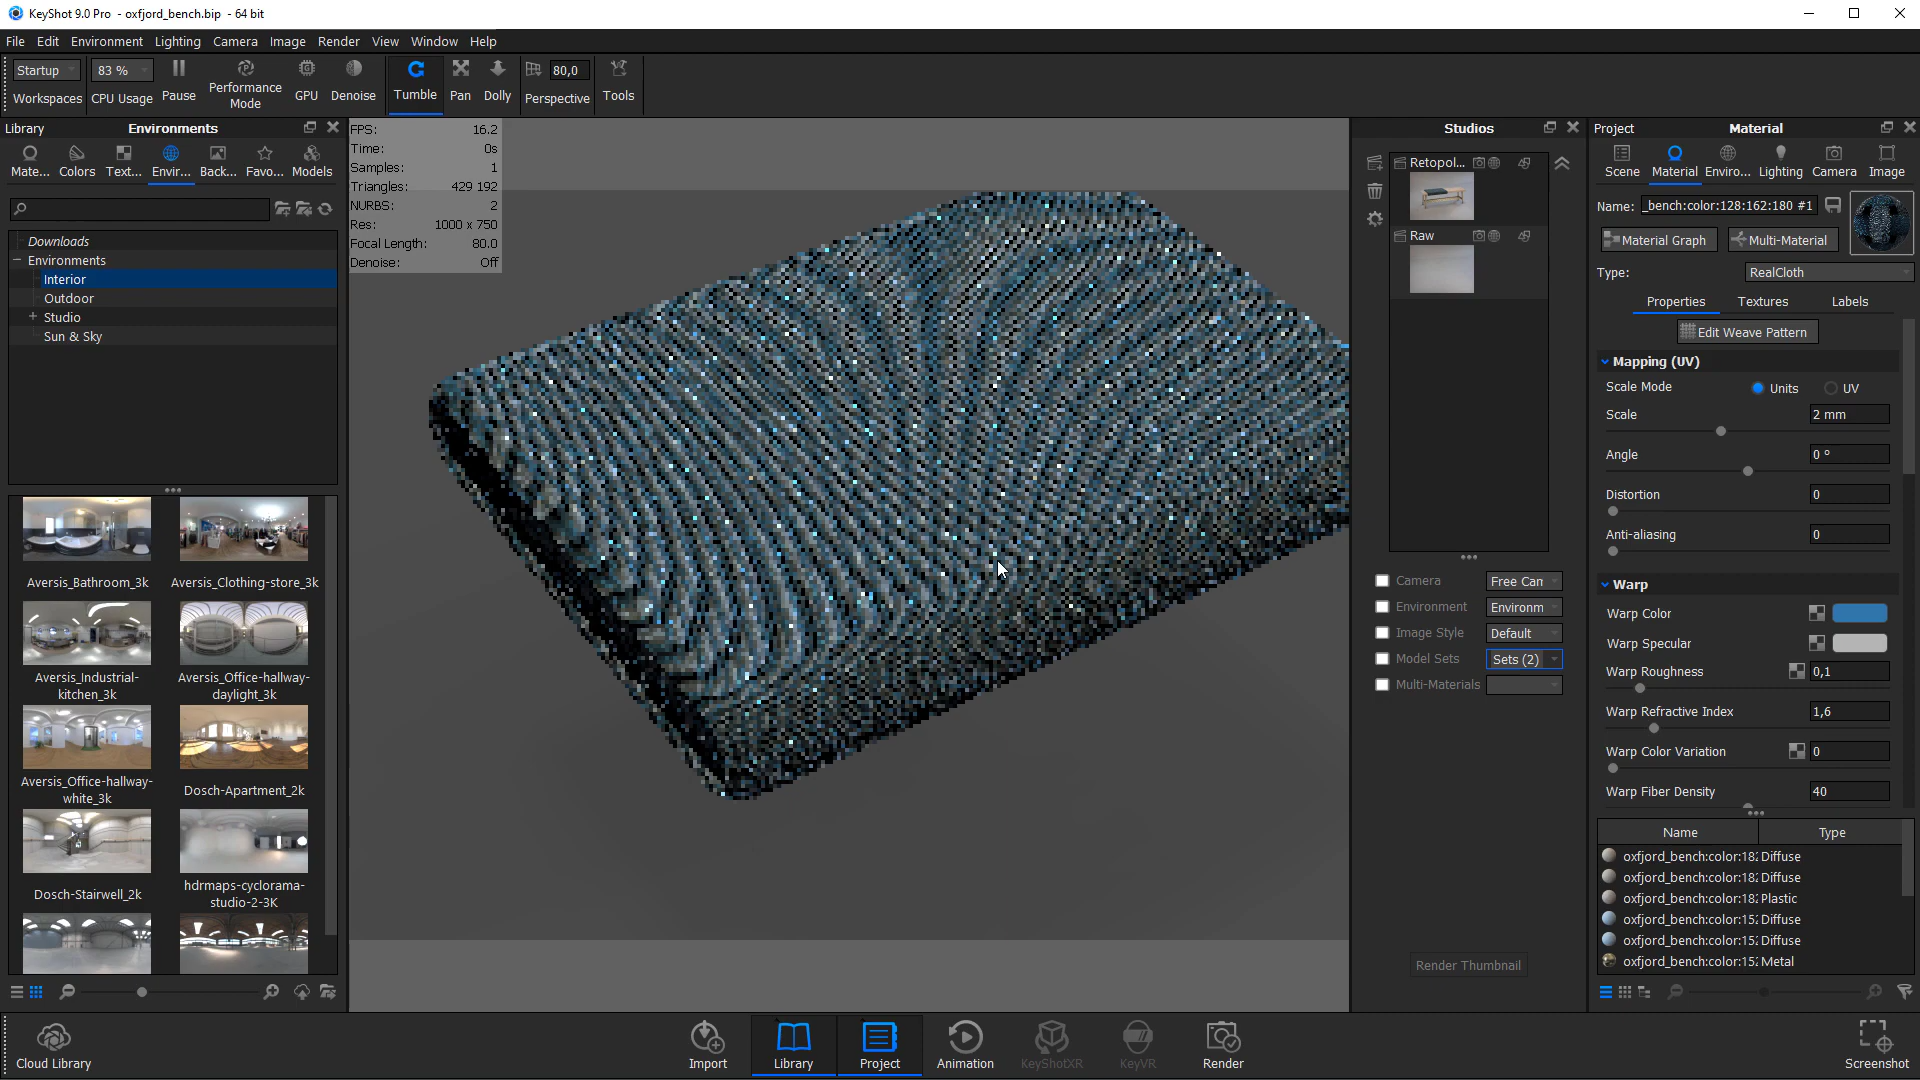 KeyShot 9.0 Pro - oxfjord_bench.bip - 64 bit
File Edit Environment Lighting Camera Image Render View Window Help
Startup 83 % 80,0
Workspaces CPU Usage Pause Performance Mode GPU Denoise Tumble Pan Dolly Perspective Tools
Library Environments
Mate... Colors Text... Envir... Back... Favo... Models
Downloads
Environments
Interior
Outdoor
Studio
Sun & Sky
Aversis_Bathroom_3k Aversis_Clothing-store_3k
Aversis_Industrial-kitchen_3k Aversis_Office-hallway-daylight_3k
Aversis_Office-hallway-white_3k Dosch-Apartment_2k
Dosch-Stairwell_2k hdrmaps-cyclorama-studio-2-3K
FPS: 16.2
Time: 0s
Samples: 1
Triangles: 429 192
NURBS: 2
Res: 1000 x 750
Focal Length: 80.0
Denoise: Off
Studios
Retopol...
Raw
Camera Free Can
Environment Environm
Image Style Default
Model Sets Sets (2)
Multi-Materials
Render Thumbnail
Project Material
Scene Material Enviro... Lighting Camera Image
Name: _bench:color:128:162:180 #1
Material Graph Multi-Material
Type: RealCloth
Properties Textures Labels
Edit Weave Pattern
Mapping (UV)
Scale Mode Units UV
Scale 2 mm
Angle 0 °
Distortion 0
Anti-aliasing 0
Warp
Warp Color
Warp Specular
Warp Roughness 0,1
Warp Refractive Index 1,6
Warp Color Variation 0
Warp Fiber Density 40
Name Type
oxfjord_bench:color:182 Diffuse
oxfjord_bench:color:182 Diffuse
oxfjord_bench:color:182 Plastic
oxfjord_bench:color:152 Diffuse
oxfjord_bench:color:152 Diffuse
oxfjord_bench:color:152 Metal
Cloud Library Import Library Project Animation KeyShotXR KeyVR Render Screenshot